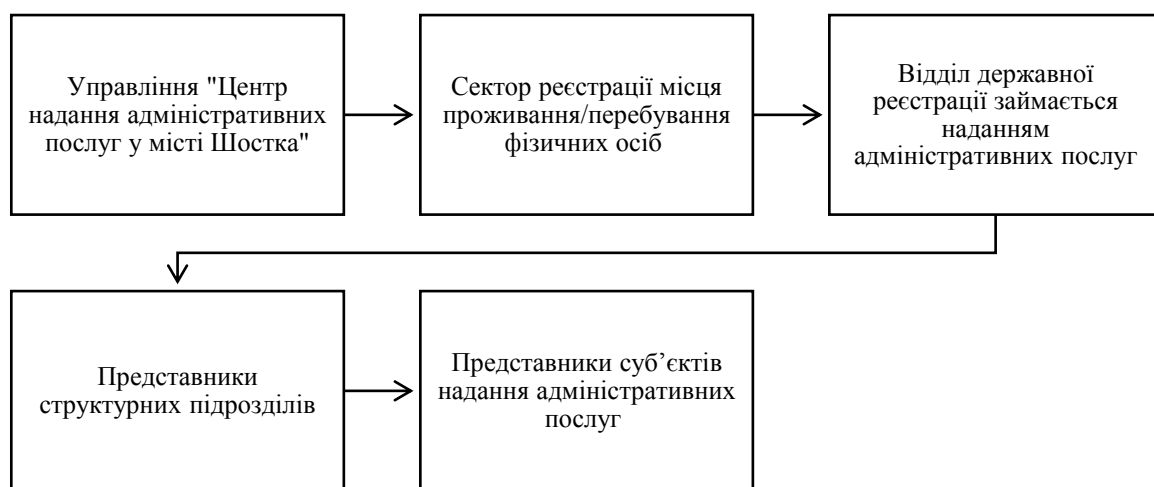 Управління "Центр
надання адміністративних
послуг у місті Шостка"
Сектор реєстрації місця
проживання/перебування
фізичних осіб
Відділ державної
реєстрації займається
наданням
адміністративних послуг
Представники
структурних підрозділів
Представники суб’єктів
надання адміністративних
послуг